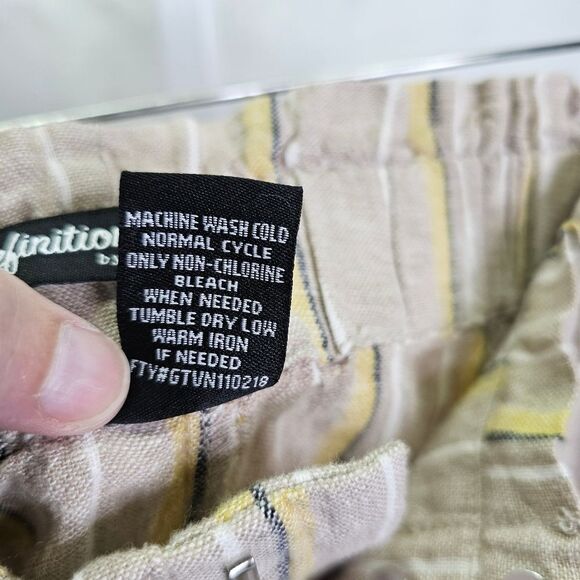 finition
MACHINE WASH COLD
NORMAL CYCLE
ONLY NON-CHLORINE
BLEACH
WHEN NEEDED
TUMBLE DRY LOW
WARM IRON
IF NEEDED
FTY#GTVN110218